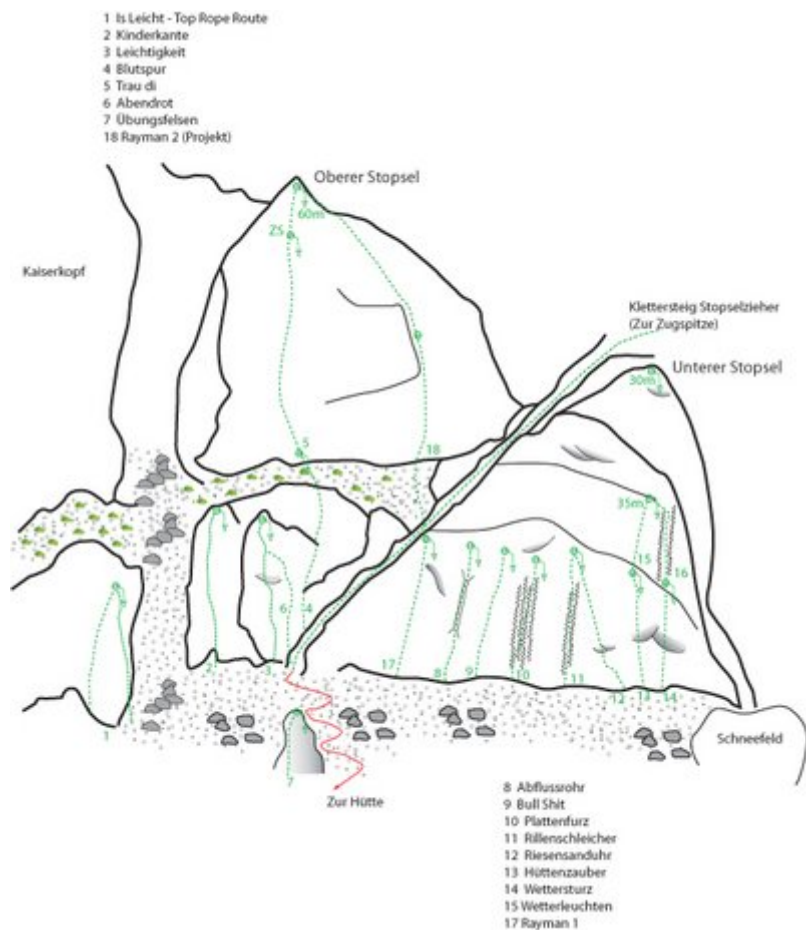 1 Is Leicht - Top Rope Route
2 Kinderkante
3 Leichtigkeit
4 Blutspur
5 Trau di
6 Abendrot
7 Übungsfelsen
18 Rayman 2 (Projekt)
Oberer Stopsel
60m
ZS
Kaiserkopf
Klettersteig Stopselzieher
(Zur Zugspitze)
Unterer Stopsel
30m
5
18
35m
15
16
6
4
2
3
17
8
9
10
11
12
13
14
1
7
Schneefeld
Zur Hütte
8 Abflussrohr
9 Bull Shit
10 Plattenfurz
11 Rillenschleicher
12 Riesensanduhr
13 Hüttenzauber
14 Wettersturz
15 Wetterleuchten
17 Rayman 1